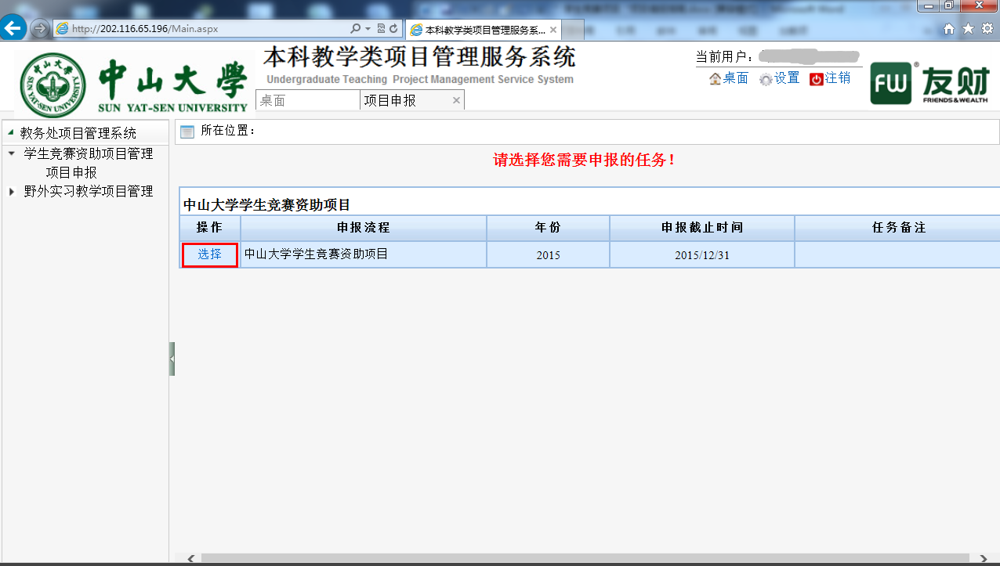 http://202.116.65.196/Main.aspx
本科教学类项目管理服务系...
中山大學
SUN YAT-SEN UNIVERSITY
本科教学类项目管理服务系统
Undergraduate Teaching Project Management Service System
桌面
项目申报
当前用户：
桌面 设置 注销
FW 友财
FRIENDS&WEALTH
教务处项目管理系统
学生竞赛资助项目管理
项目申报
野外实习教学项目管理
所在位置：
请选择您需要申报的任务！
中山大学学生竞赛资助项目
操作 申报流程 年份 申报截止时间 任务备注
选择 中山大学学生竞赛资助项目 2015 2015/12/31